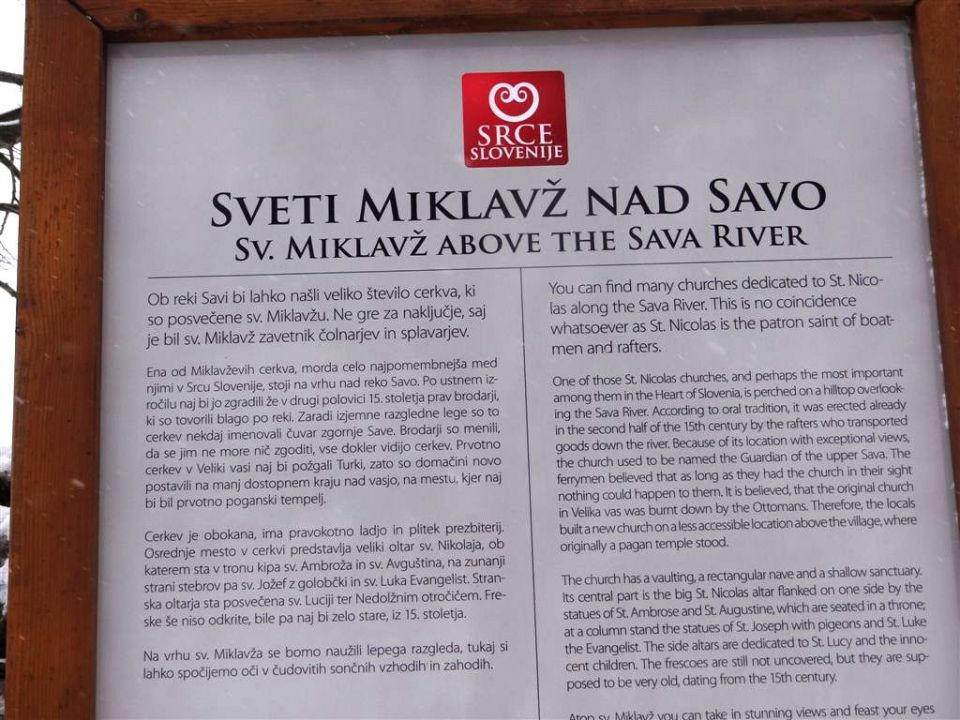 SRCE
SLOVENIJE
SVETI MIKLAVŽ NAD SAVO
SV. MIKLAVŽ ABOVE THE SAVA RIVER
Ob reki Savi bi lahko našli veliko število cerkva, ki
so posvečene sv. Miklavžu. Ne gre za naključje, saj
je bil sv. Miklavž zavetnik čolnarjev in splavarjev.
Ena od Miklavževih cerkva, morda celo najpomembnejša med
njimi v Srcu Slovenije, stoji na vrhu nad reko Savo. Po ustnem iz-
ročilu naj bi jo zgradili že v drugi polovici 15. stoletja prav brodarji,
ki so tovorili blago po reki. Zaradi izjemne razgledne lege so to
cerkev nekdaj imenovali čuvar zgornje Save. Brodarji so menili,
da se jim ne more nič zgoditi, vse dokler vidijo cerkev. Prvotno
cerkev v Veliki vasi naj bi požgali Turki, zato so domačini novo
postavili na manj dostopnem kraju nad vasjo, na mestu, kjer naj
bi bil prvotno poganski tempelj.
Cerkev je obokana, ima pravokotno ladjo in plitek prezbiterij.
Osrednje mesto v cerkvi predstavlja veliki oltar sv. Nikolaja, ob
katerem sta v tronu kipa sv. Ambroža in sv. Avguština, na zunanji
strani stebrov pa sv. Jožef z golobčki in sv. Luka Evangelist. Stran-
ska oltarja sta posvečena sv. Luciji ter Nedolžnim otročičem. Fre-
ske še niso odkrite, bile pa naj bi zelo stare, iz 15. stoletja.
Na vrhu sv. Miklavža se bomo naužili lepega razgleda, tukaj si
lahko spočijemo oči v čudovitih sončnih vzhodih in zahodih.
You can find many churches dedicated to St. Nico-
las along the Sava River. This is no coincidence
whatsoever as St. Nicolas is the patron saint of boat-
men and rafters.
One of those St. Nicolas churches, and perhaps the most important
among them in the Heart of Slovenia, is perched on a hilltop overlook-
ing the Sava River. According to oral tradition, it was erected already
in the second half of the 15th century by the rafters who transported
goods down the river. Because of its location with exceptional views,
the church used to be named the Guardian of the upper Sava. The
ferrymen believed that as long as they had the church in their sight
nothing could happen to them. It is believed, that the original church
in Velika vas was burnt down by the Ottomans. Therefore, the locals
built a new church on a less accessible location above the village, where
originally a pagan temple stood.
The church has a vaulting, a rectangular nave and a shallow sanctuary.
Its central part is the big St. Nicolas altar flanked on one side by the
statues of St. Ambrose and St. Augustine, which are seated in a throne;
at a column stand the statues of St. Joseph with pigeons and St. Luke
the Evangelist. The side altars are dedicated to St. Lucy and the inno-
cent children. The frescoes are still not uncovered, but they are sup-
posed to be very old, dating from the 15th century.
Atop sv. Miklavž you can take in stunning views and feast your eyes